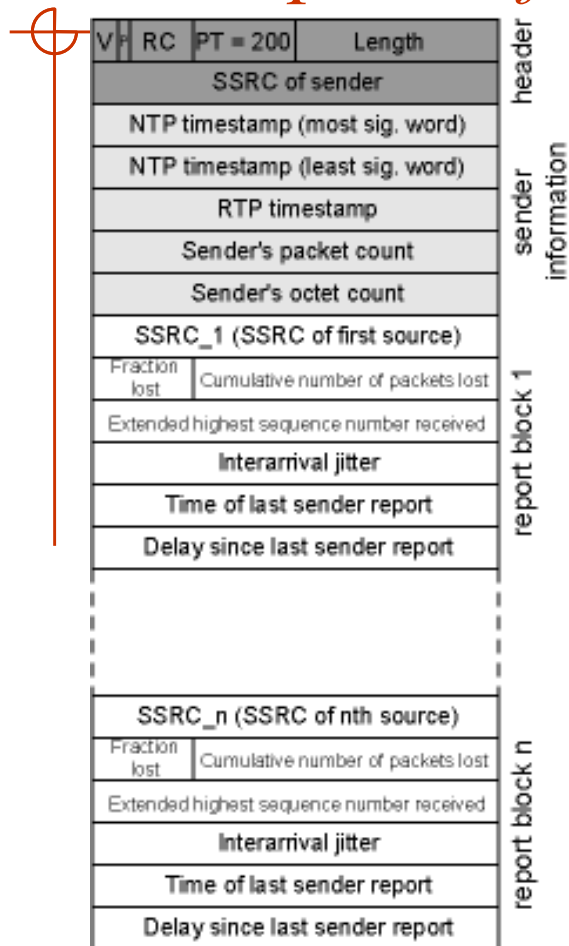 V P RC PT = 200 Length
SSRC of sender
header
NTP timestamp (most sig. word)
NTP timestamp (least sig. word)
RTP timestamp
Sender's packet count
Sender's octet count
sender
information
SSRC_1 (SSRC of first source)
Fraction
lost
Cumulative number of packets lost
Extended highest sequence number received
Interarrival jitter
Time of last sender report
Delay since last sender report
report block 1
SSRC_n (SSRC of nth source)
Fraction
lost
Cumulative number of packets lost
Extended highest sequence number received
Interarrival jitter
Time of last sender report
Delay since last sender report
report block n